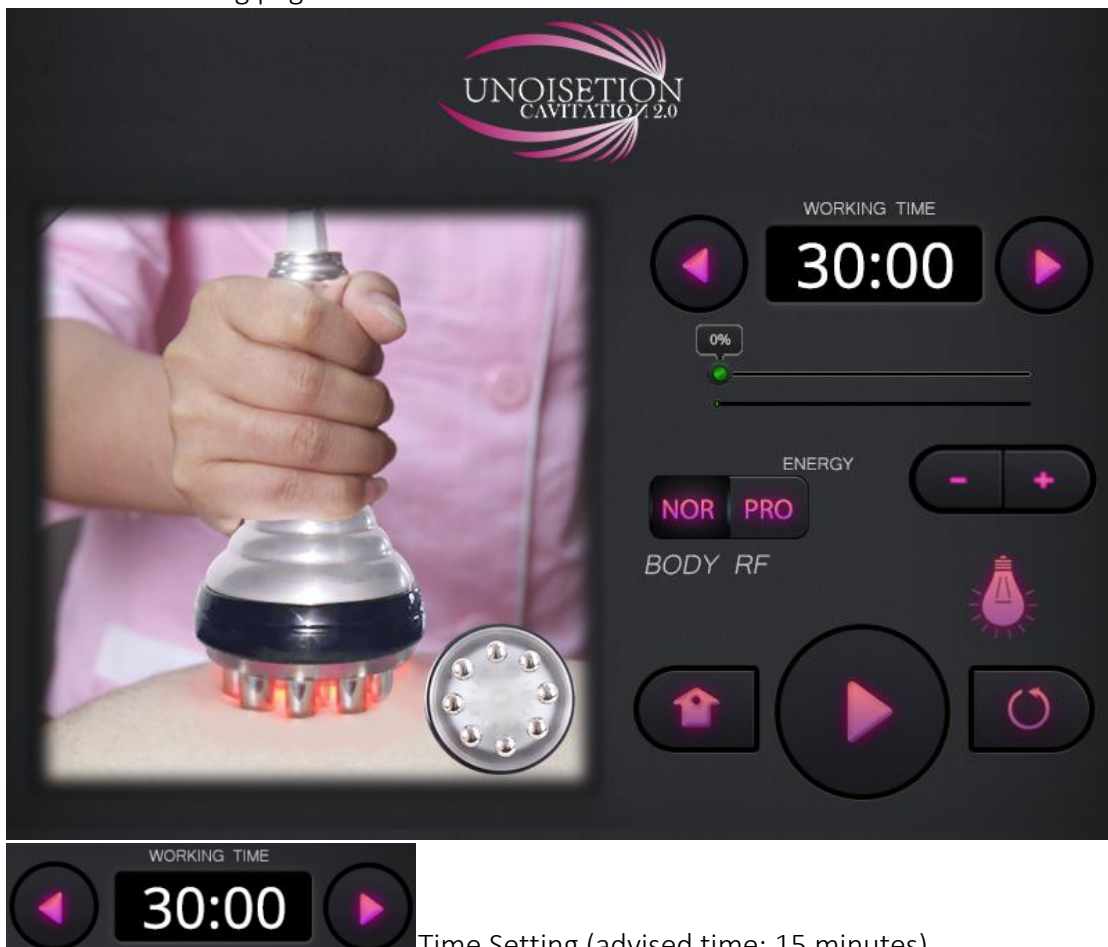 UNOISETION
CAVITATION 2.0
WORKING TIME
30:00
0%
ENERGY
NOR PRO
BODY RF
WORKING TIME
30:00
Time Setting (advised time: 15 minutes)